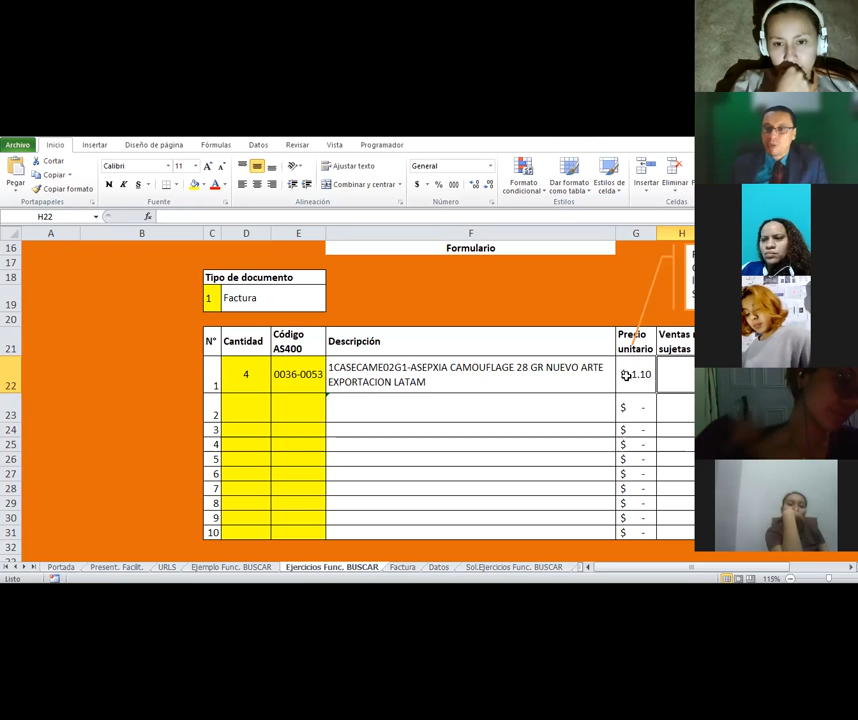 Archivo Inicio Insertar Diseño de página Fórmulas Datos Revisar Vista Programador
Cortar
Copiar
Copiar formato
Pegar
Calibri 11 A A
N K S A
Ajustar texto
Combinar y centrar
General
$ % 000
Formato condicional
Dar formato como tabla
Estilos de celda
Insertar Eliminar
Portapapeles Fuente Alineación Número Estilos Celdas
H22 fx
A B C D E F G H
16 Formulario
17
18 Tipo de documento
19 1 Factura
20
21 N° Cantidad Código AS400 Descripción Precio unitario Ventas sujetas
22 1 4 0036-0053 1CASECAME02G1-ASEPXIA CAMOUFLAGE 28 GR NUEVO ARTE
EXPORTACION LATAM 1.10
23 2 $ -
24 3 $ -
25 4 $ -
26 5 $ -
27 6 $ -
28 7 $ -
29 8 $ -
30 9 $ -
31 10 $ -
32
Portada Present. Facilit. URLS Ejemplo Func. BUSCAR Ejercicios Func. BUSCAR Factura Datos Sol.Ejercicios Func. BUSCAR
Listo 115%